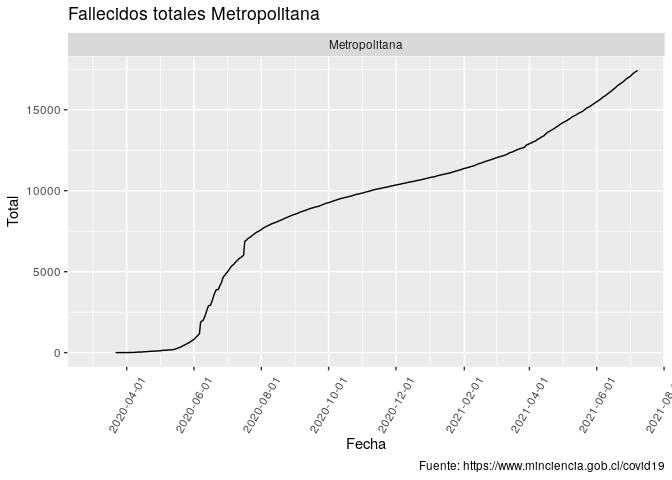 Fallecidos totales Metropolitana
Metropolitana
15000
10000
5000
0
Total
2020-04-01
2020-06-01
2020-08-01
2020-10-01
2020-12-01
2021-02-01
2021-04-01
2021-06-01
2021-08-
Fecha
Fuente: https://www.minciencia.gob.cl/covid19